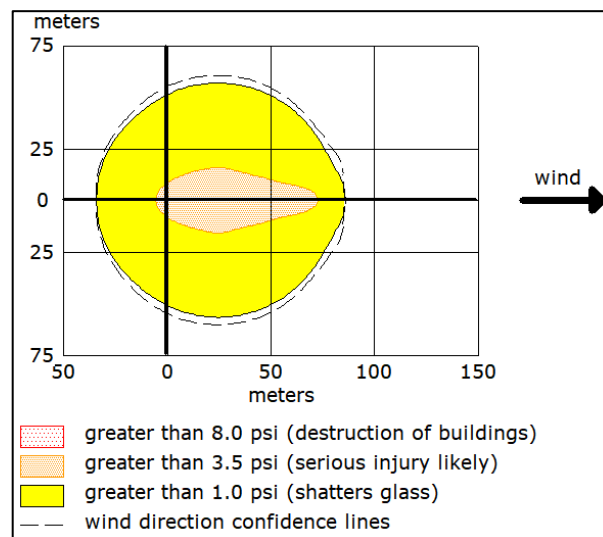 meters
75
25
0
25
75
50 0 50 100 150
meters
wind
greater than 8.0 psi (destruction of buildings)
greater than 3.5 psi (serious injury likely)
greater than 1.0 psi (shatters glass)
wind direction confidence lines